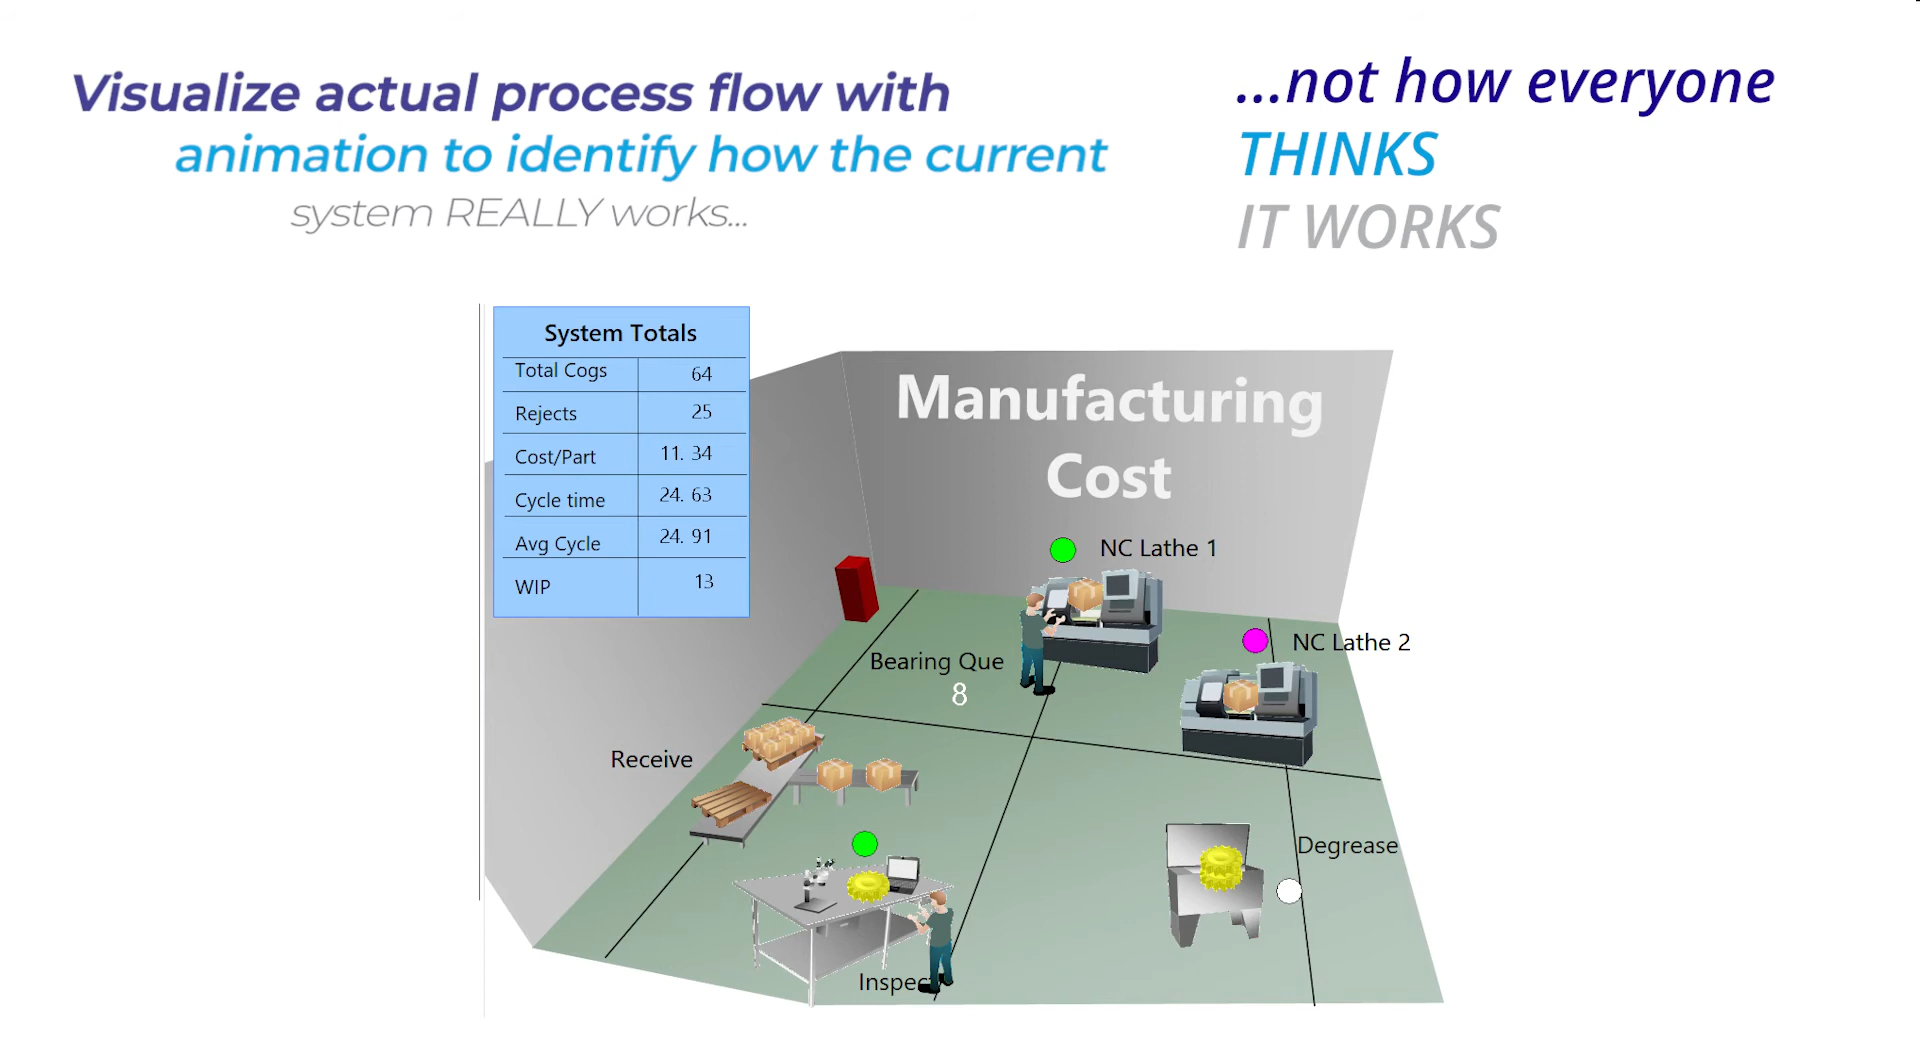 Visualize actual process flow with
animation to identify how the current
system REALLY works...
...not how everyone
THINKS
IT WORKS
System Totals
Total Cogs 64
Rejects 25
Cost/Part 11. 34
Cycle time 24. 63
Avg Cycle 24. 91
WIP 13
Manufacturing
Cost
NC Lathe 1
NC Lathe 2
Bearing Que
8
Receive
Degrease
Inspec